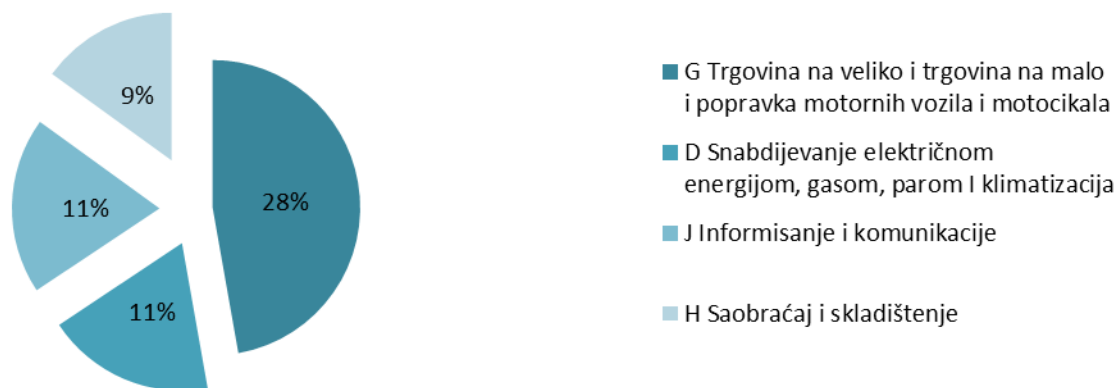 9%
28%
11%
11%
G Trgovina na veliko i trgovina na malo
i popravka motornih vozila i motocikala
D Snabdijevanje električnom
energijom, gasom, parom I klimatizacija
J Informisanje i komunikacije
H Saobraćaj i skladištenje